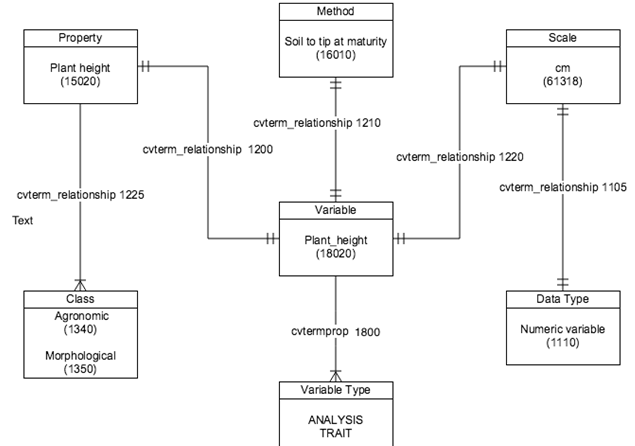 Method
Soil to tip at maturity
(16010)
Property
Plant height
(15020)
Scale
cm
(61318)
cvterm_relationship 1210
cvterm_relationship 1200
cvterm_relationship 1220
cvterm_relationship 1225
cvterm_relationship 1105
Text
Variable
Plant_height
(18020)
Class
Agronomic
(1340)
Morphological
(1350)
Data Type
Numeric variable
(1110)
cvtermprop 1800
Variable Type
ANALYSIS
TRAIT